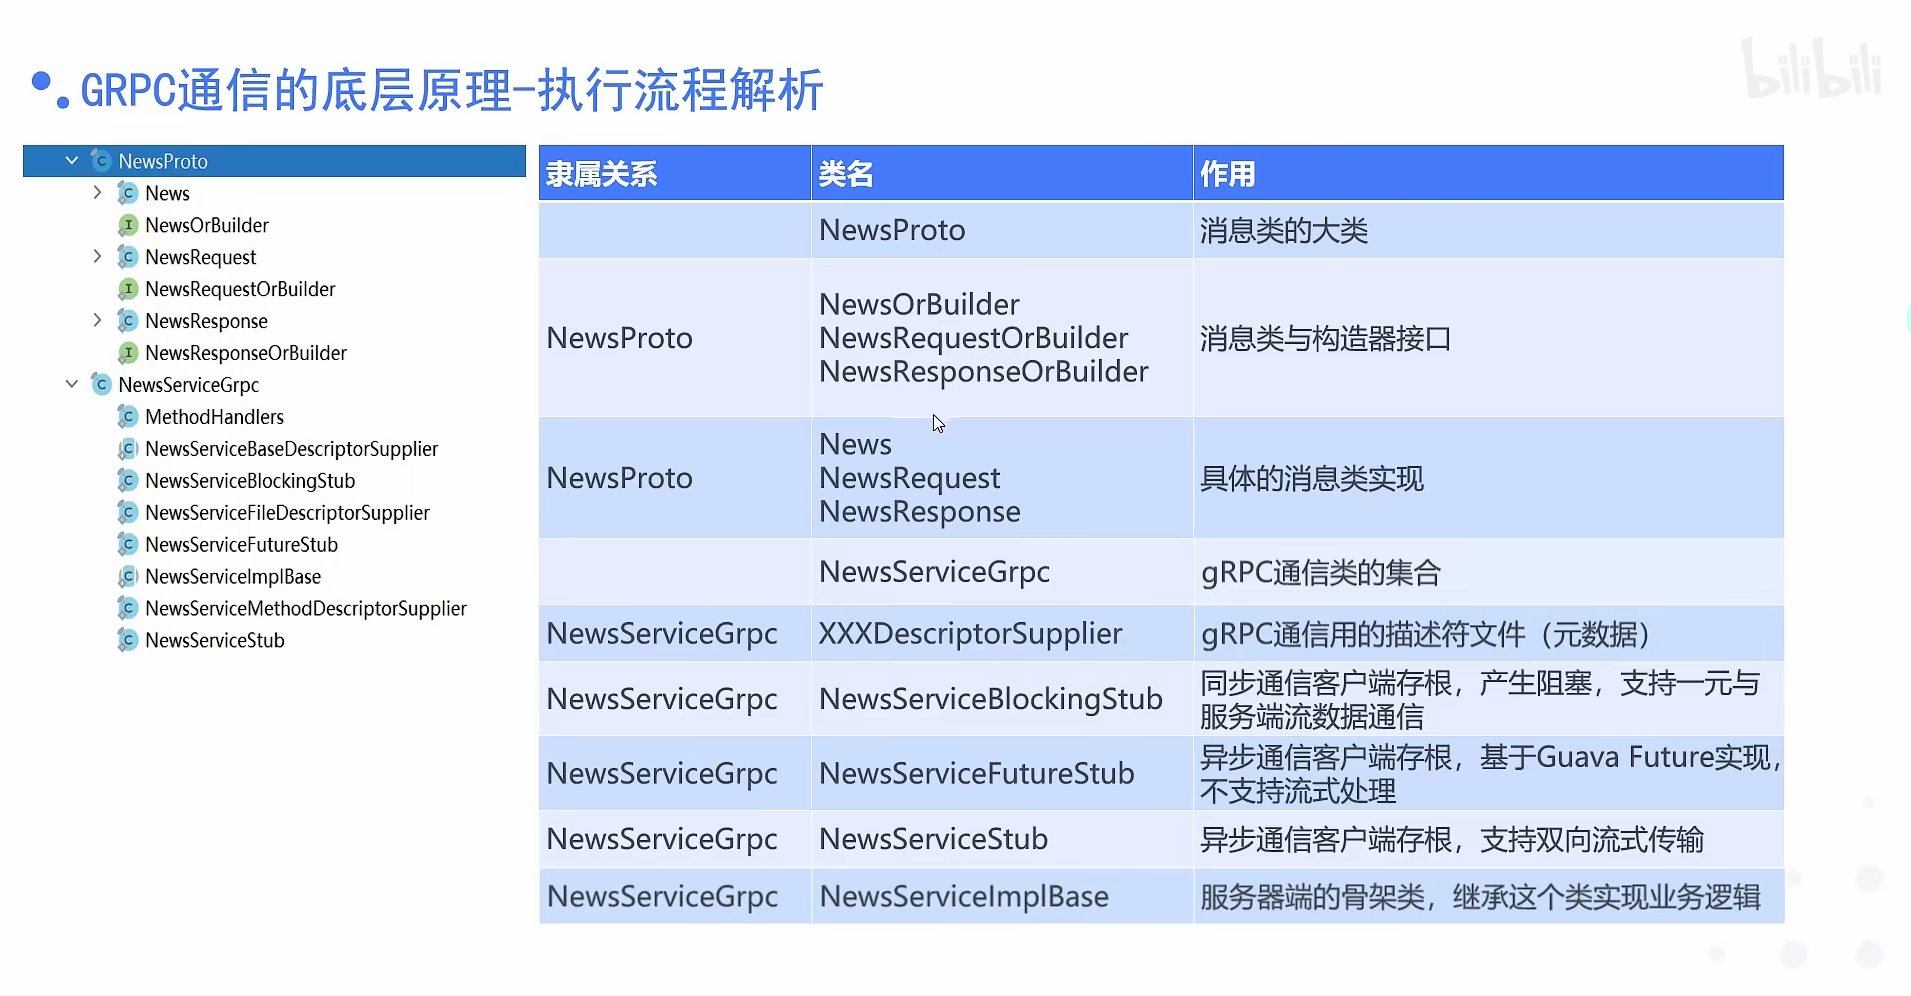 GRPC通信的底层原理-执行流程解析
bilibili
NewsProto
News
NewsOrBuilder
NewsRequest
NewsRequestOrBuilder
NewsResponse
NewsResponseOrBuilder
NewsServiceGrpc
MethodHandlers
NewsServiceBaseDescriptorSupplier
NewsServiceBlockingStub
NewsServiceFileDescriptorSupplier
NewsServiceFutureStub
NewsServiceImplBase
NewsServiceMethodDescriptorSupplier
NewsServiceStub
隶属关系 类名 作用
NewsProto 消息类的大类
NewsOrBuilder
NewsProto NewsRequestOrBuilder 消息类与构造器接口
NewsResponseOrBuilder
News
NewsProto NewsRequest 具体的消息类实现
NewsResponse
NewsServiceGrpc gRPC通信类的集合
NewsServiceGrpc XXXDescriptorSupplier gRPC通信用的描述符文件（元数据）
NewsServiceGrpc NewsServiceBlockingStub 同步通信客户端存根，产生阻塞，支持一元与
服务端流数据通信
NewsServiceGrpc NewsServiceFutureStub 异步通信客户端存根，基于Guava Future实现，
不支持流式处理
NewsServiceGrpc NewsServiceStub 异步通信客户端存根，支持双向流式传输
NewsServiceGrpc NewsServiceImplBase 服务器端的骨架类，继承这个类实现业务逻辑